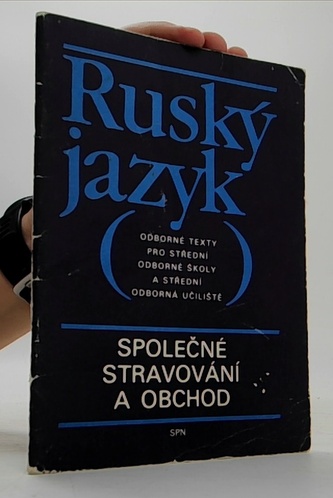 Ruský
jazyk
(
ODBORNÉ TEXTY
PRO STŘEDNÍ
ODBORNÉ ŠKOLY
A STŘEDNÍ
ODBORNÁ UČILIŠTĚ
)
SPOLEČNÉ
STRAVOVÁNÍ
A OBCHOD
SPN